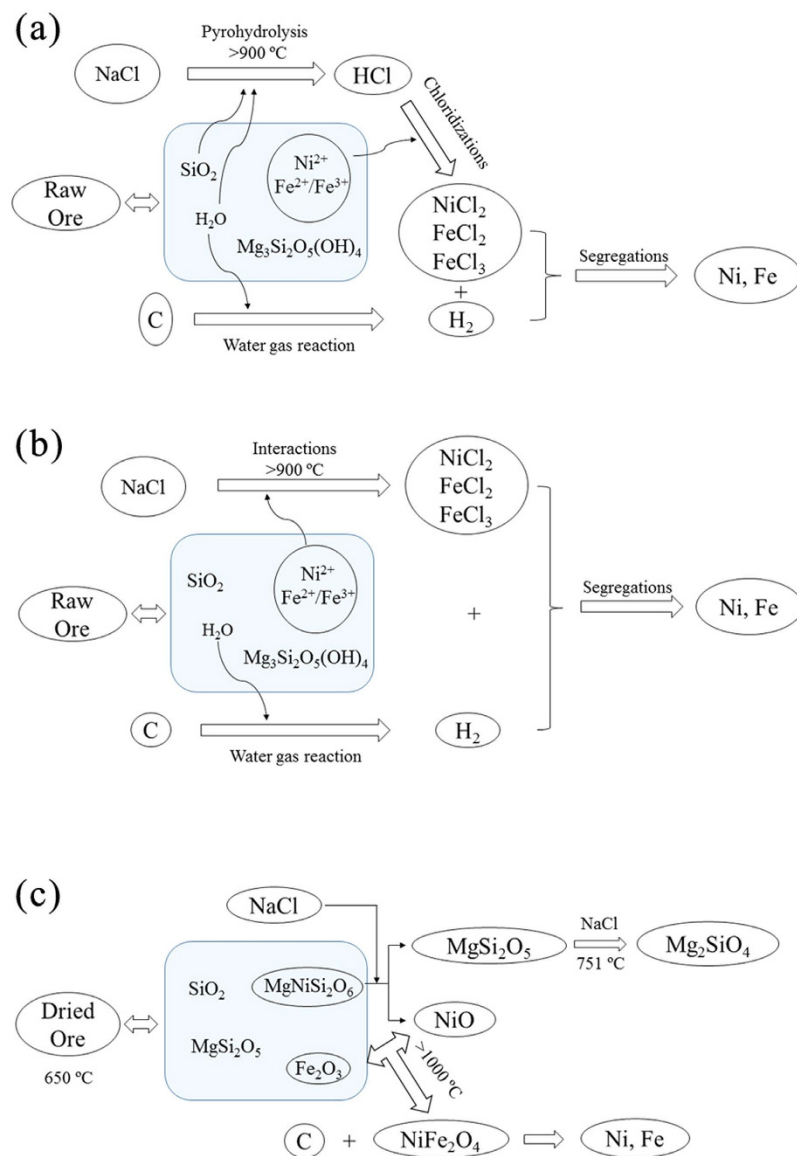 (a)
Pyrohydrolysis
>900 ºC
NaCl
HCl
Chloridizations
SiO₂
Ni²⁺
Fe²⁺/Fe³⁺
Raw
Ore
H₂O
Mg₃Si₂O₅(OH)₄
NiCl₂
FeCl₂
FeCl₃
+
Segregations
Ni, Fe
C
H₂
Water gas reaction
(b)
Interactions
>900 ºC
NaCl
NiCl₂
FeCl₂
FeCl₃
SiO₂
Ni²⁺
Fe²⁺/Fe³⁺
Raw
Ore
H₂O
Mg₃Si₂O₅(OH)₄
+
Segregations
Ni, Fe
C
H₂
Water gas reaction
(c)
NaCl
MgSi₂O₅
NaCl
751 ºC
Mg₂SiO₄
SiO₂
MgNiSi₂O₆
Dried
Ore
650 ºC
MgSi₂O₅
Fe₂O₃
NiO
>1000 ºC
C + NiFe₂O₄
Ni, Fe